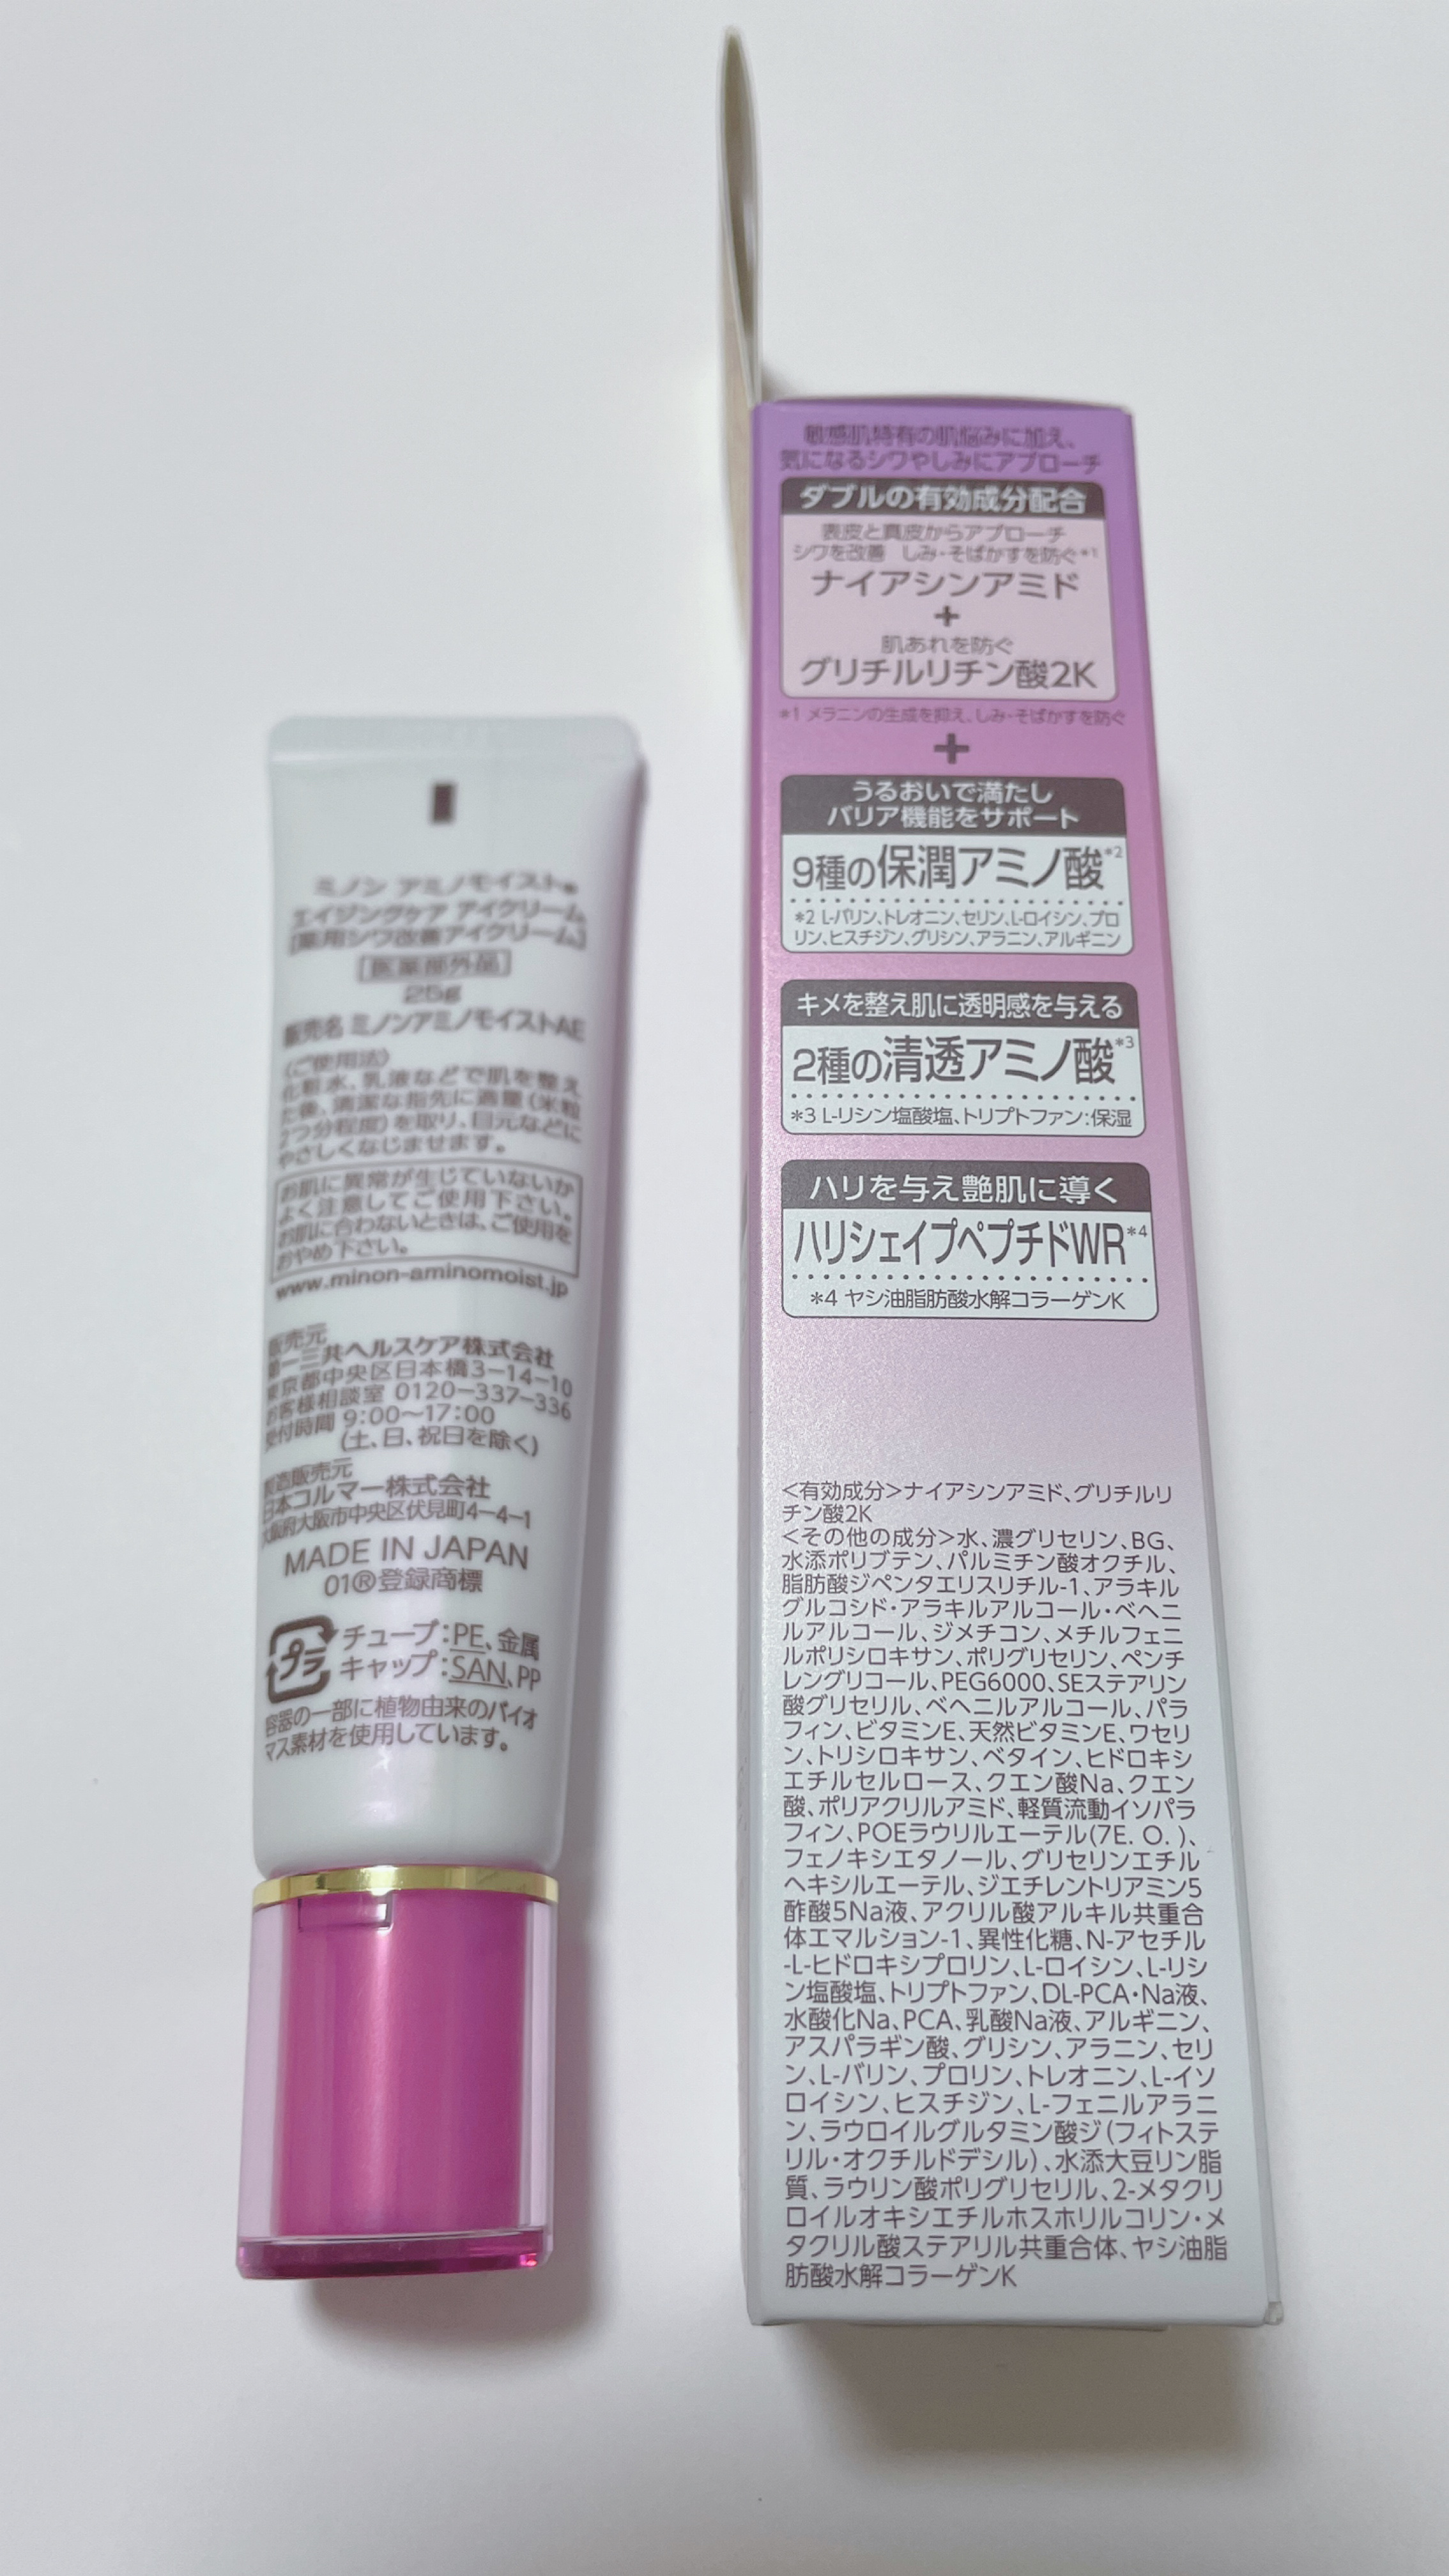 ミノン アミノモイスト®
エイジングケア アイクリーム
[薬用シワ改善アイクリーム]
[医薬部外品]
25g
販売名 ミノンアミノモイストAE
〈ご使用法〉
化粧水、乳液などで肌を整え
た後、清潔な指先に適量(米粒
2つ分程度)を取り、目元などに
やさしくなじませます。
お肌に異常が生じていないか
よく注意してご使用下さい。
お肌に合わないときは、ご使用を
おやめ下さい。
www.minon-aminomoist.jp
販売元
第一三共ヘルスケア株式会社
東京都中央区日本橋3-14-10
お客様相談室 0120-337-336
受付時間 9:00~17:00
(土、日、祝日を除く)
製造販売元
日本コルマー株式会社
大阪府大阪市中央区伏見町4-4-1
MADE IN JAPAN
01®登録商標
プラ
チューブ:PE、金属
キャップ:SAN、PP
容器の一部に植物由来のバイオ
マス素材を使用しています。
敏感肌特有の肌悩みに加え、
気になるシワやしみにアプローチ
ダブルの有効成分配合
表皮と真皮からアプローチ
シワを改善 しみ・そばかすを防ぐ*1
ナイアシンアミド
+
肌あれを防ぐ
グリチルリチン酸2K
*1 メラニンの生成を抑え、しみ・そばかすを防ぐ
+
うるおいで満たし
バリア機能をサポート
9種の保潤アミノ酸*2
*2 L-バリン、トレオニン、セリン、L-ロイシン、プロ
リン、ヒスチジン、グリシン、アラニン、アルギニン
キメを整え肌に透明感を与える
2種の清透アミノ酸*3
*3 L-リシン塩酸塩、トリプトファン:保湿
ハリを与え艶肌に導く
ハリシェイプペプチドWR*4
*4 ヤシ油脂肪酸水解コラーゲンK
<有効成分>ナイアシンアミド、グリチルリ
チン酸2K
<その他の成分>水、濃グリセリン、BG、
水添ポリブテン、パルミチン酸オクチル、
脂肪酸ジペンタエリスリチル-1、アラキル
グルコシド・アラキルアルコール・ベヘニ
ルアルコール、ジメチコン、メチルフェニ
ルポリシロキサン、ポリグリセリン、ペンチ
レングリコール、PEG6000、SEステアリン
酸グリセリル、ベヘニルアルコール、パラ
フィン、ビタミンE、天然ビタミンE、ワセリ
ン、トリシロキサン、ベタイン、ヒドロキシ
エチルセルロース、クエン酸Na、クエン
酸、ポリアクリルアミド、軽質流動イソパラ
フィン、POEラウリルエーテル(7E. O. )、
フェノキシエタノール、グリセリンエチル
ヘキシルエーテル、ジエチレントリアミン5
酢酸5Na液、アクリル酸アルキル共重合
体エマルション-1、異性化糖、N-アセチル
-L-ヒドロキシプロリン、L-ロイシン、L-リシ
ン塩酸塩、トリプトファン、DL-PCA・Na液、
水酸化Na、PCA、乳酸Na液、アルギニン、
アスパラギン酸、グリシン、アラニン、セリ
ン、L-バリン、プロリン、トレオニン、L-イソ
ロイシン、ヒスチジン、L-フェニルアラニ
ン、ラウロイルグルタミン酸ジ(フィトステ
リル・オクチルドデシル)、水添大豆リン脂
質、ラウリン酸ポリグリセリル、2-メタクリ
ロイルオキシエチルホスホリルコリン・メ
タクリル酸ステアリル共重合体、ヤシ油脂
肪酸水解コラーゲンK